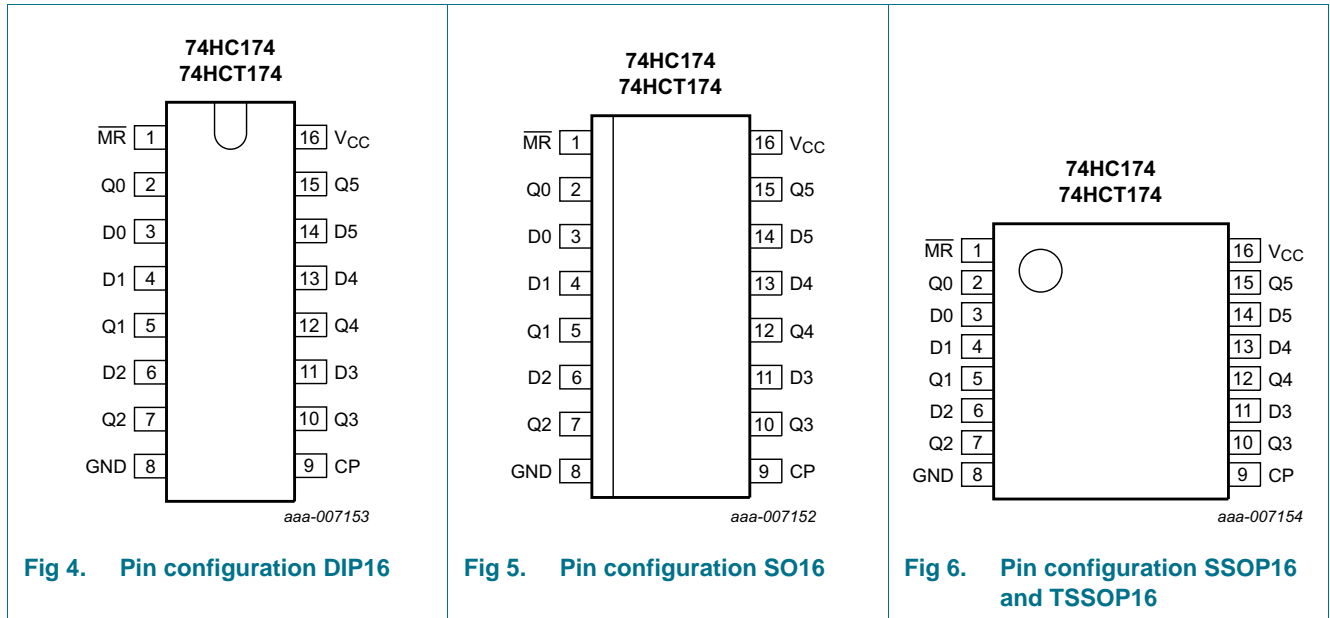 74HC174
74HCT174
M̅R̅ 1
16 VCC
Q0 2
15 Q5
D0 3
14 D5
D1 4
13 D4
Q1 5
12 Q4
D2 6
11 D3
Q2 7
10 Q3
GND 8
9 CP
aaa-007153
Fig 4. Pin configuration DIP16
74HC174
74HCT174
M̅R̅ 1
16 VCC
Q0 2
15 Q5
D0 3
14 D5
D1 4
13 D4
Q1 5
12 Q4
D2 6
11 D3
Q2 7
10 Q3
GND 8
9 CP
aaa-007152
Fig 5. Pin configuration SO16
74HC174
74HCT174
M̅R̅ 1
16 VCC
Q0 2
15 Q5
D0 3
14 D5
D1 4
13 D4
Q1 5
12 Q4
D2 6
11 D3
Q2 7
10 Q3
GND 8
9 CP
aaa-007154
Fig 6. Pin configuration SSOP16
and TSSOP16